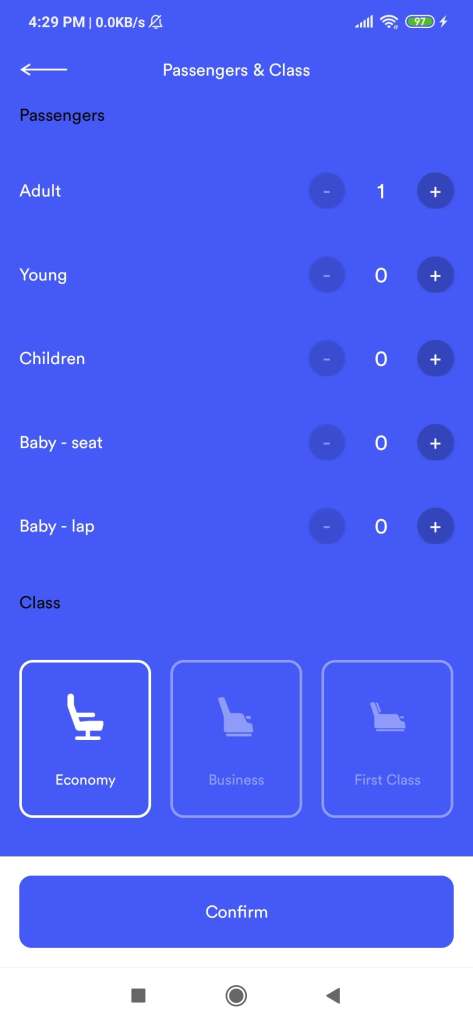 4:29 PM | 0.0KB/s 97
Passengers & Class
Passengers
Adult - 1 +
Young - 0 +
Children - 0 +
Baby - seat - 0 +
Baby - lap - 0 +
Class
Economy Business First Class
Confirm